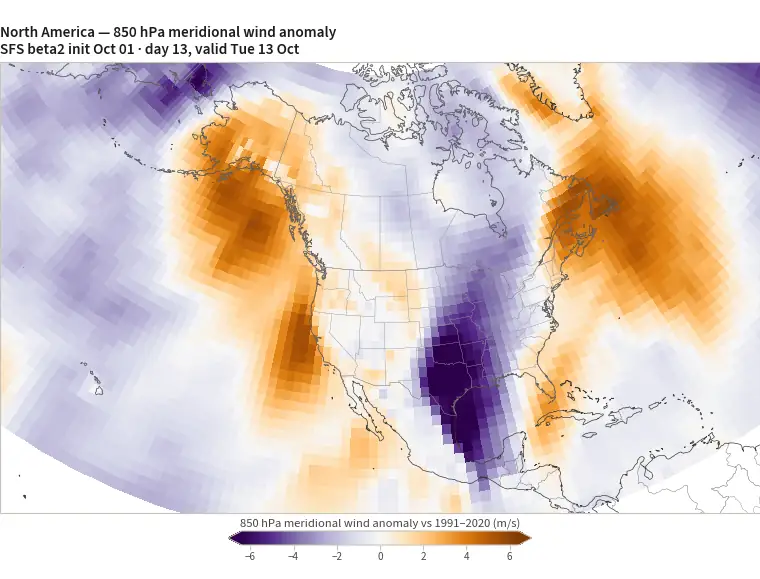 North America — 850 hPa meridional wind anomaly
SFS beta2 init Oct 01 · day 13, valid Tue 13 Oct
850 hPa meridional wind anomaly vs 1991–2020 (m/s)
−6 −4 −2 0 2 4 6